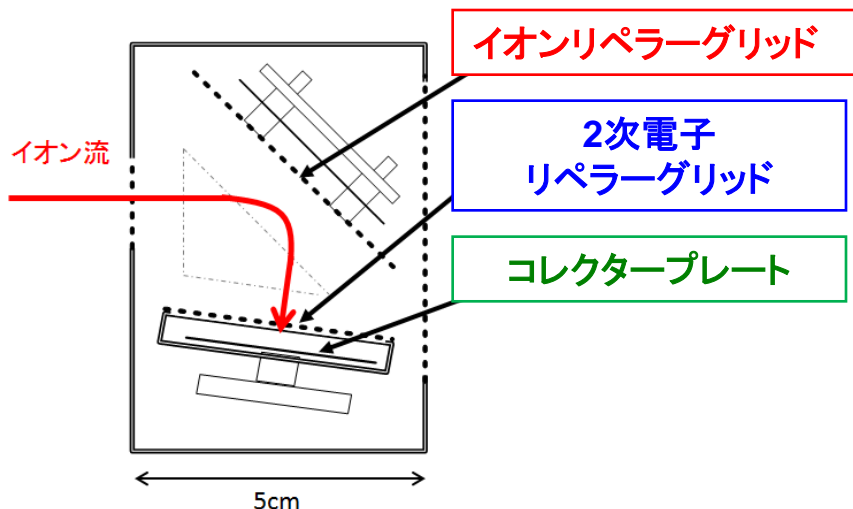 イオンリペラーグリッド
2次電子
リペラーグリッド
イオン流
コレクタープレート
5cm